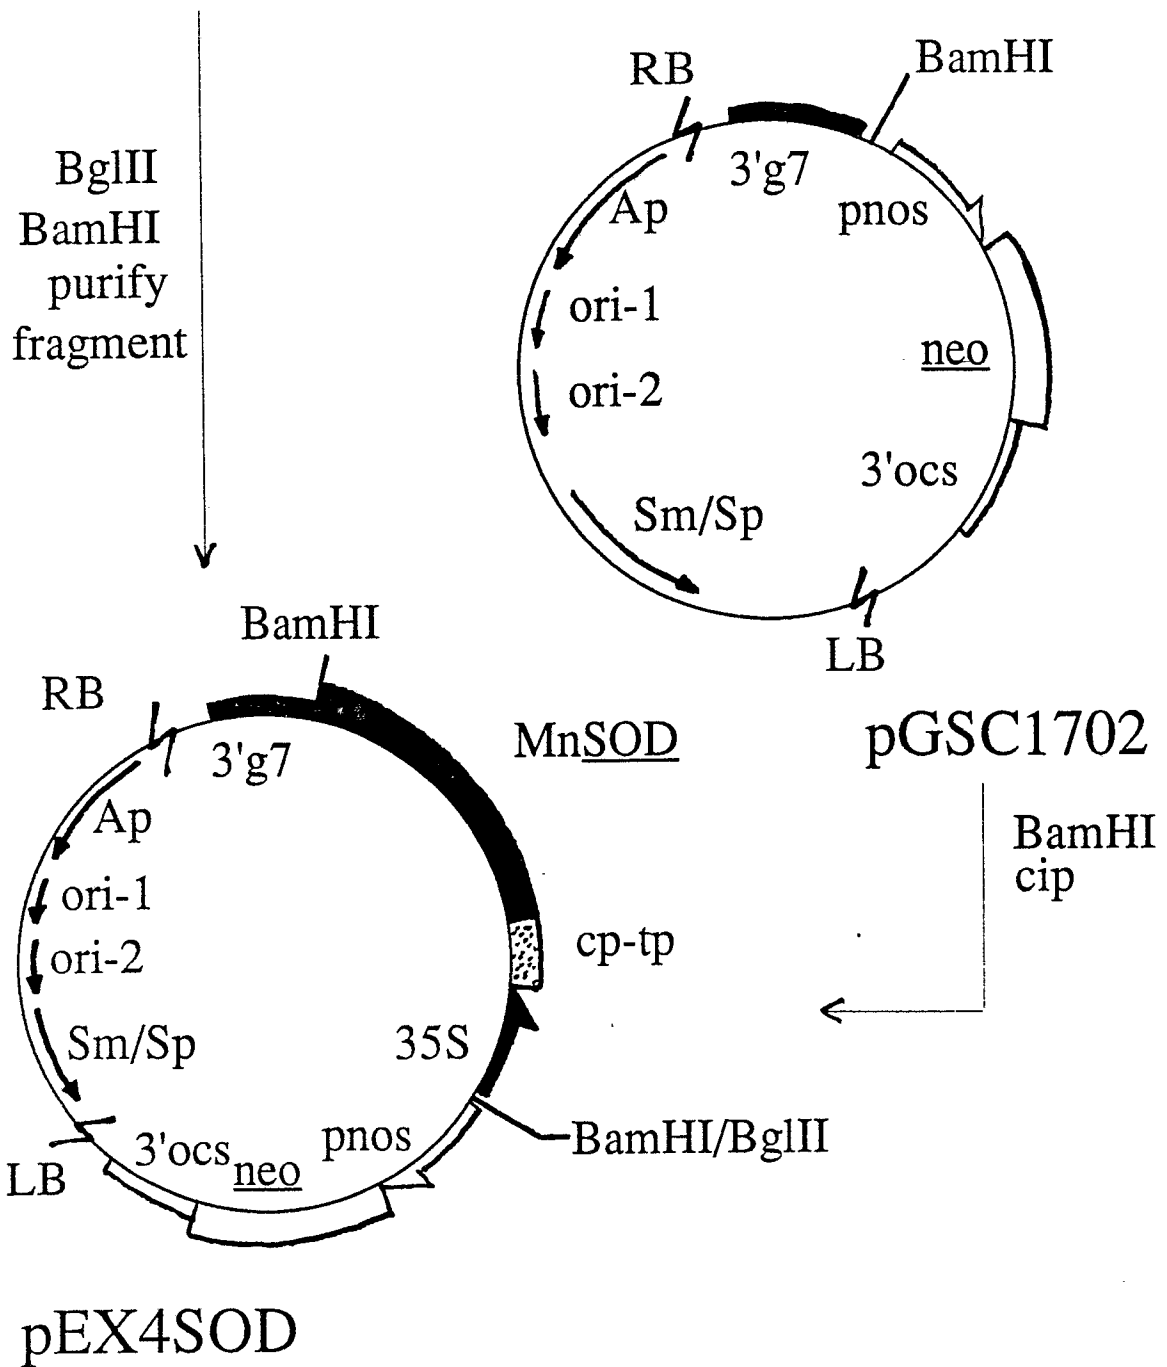 BglII
BamHI
purify
fragment
RB
BamHI
3'g7
Ap
pnos
ori-1
neo
ori-2
3'ocs
Sm/Sp
LB
pGSC1702
BamHI
cip
BamHI
RB
3'g7
MnSOD
Ap
ori-1
cp-tp
ori-2
Sm/Sp
35S
3'ocs
neo
pnos
BamHI/BglII
LB
pEX4SOD